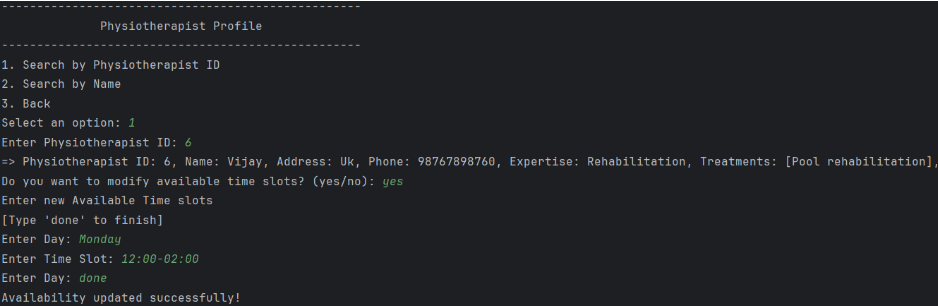 --------------------------------------------------
Physiotherapist Profile
--------------------------------------------------
1. Search by Physiotherapist ID
2. Search by Name
3. Back
Select an option: 1
Enter Physiotherapist ID: 6
=> Physiotherapist ID: 6, Name: Vijay, Address: Uk, Phone: 98767898760, Expertise: Rehabilitation, Treatments: [Pool rehabilitation],
Do you want to modify available time slots? (yes/no): yes
Enter new Available Time slots
[Type 'done' to finish]
Enter Day: Monday
Enter Time Slot: 12:00-02:00
Enter Day: done
Availability updated successfully!